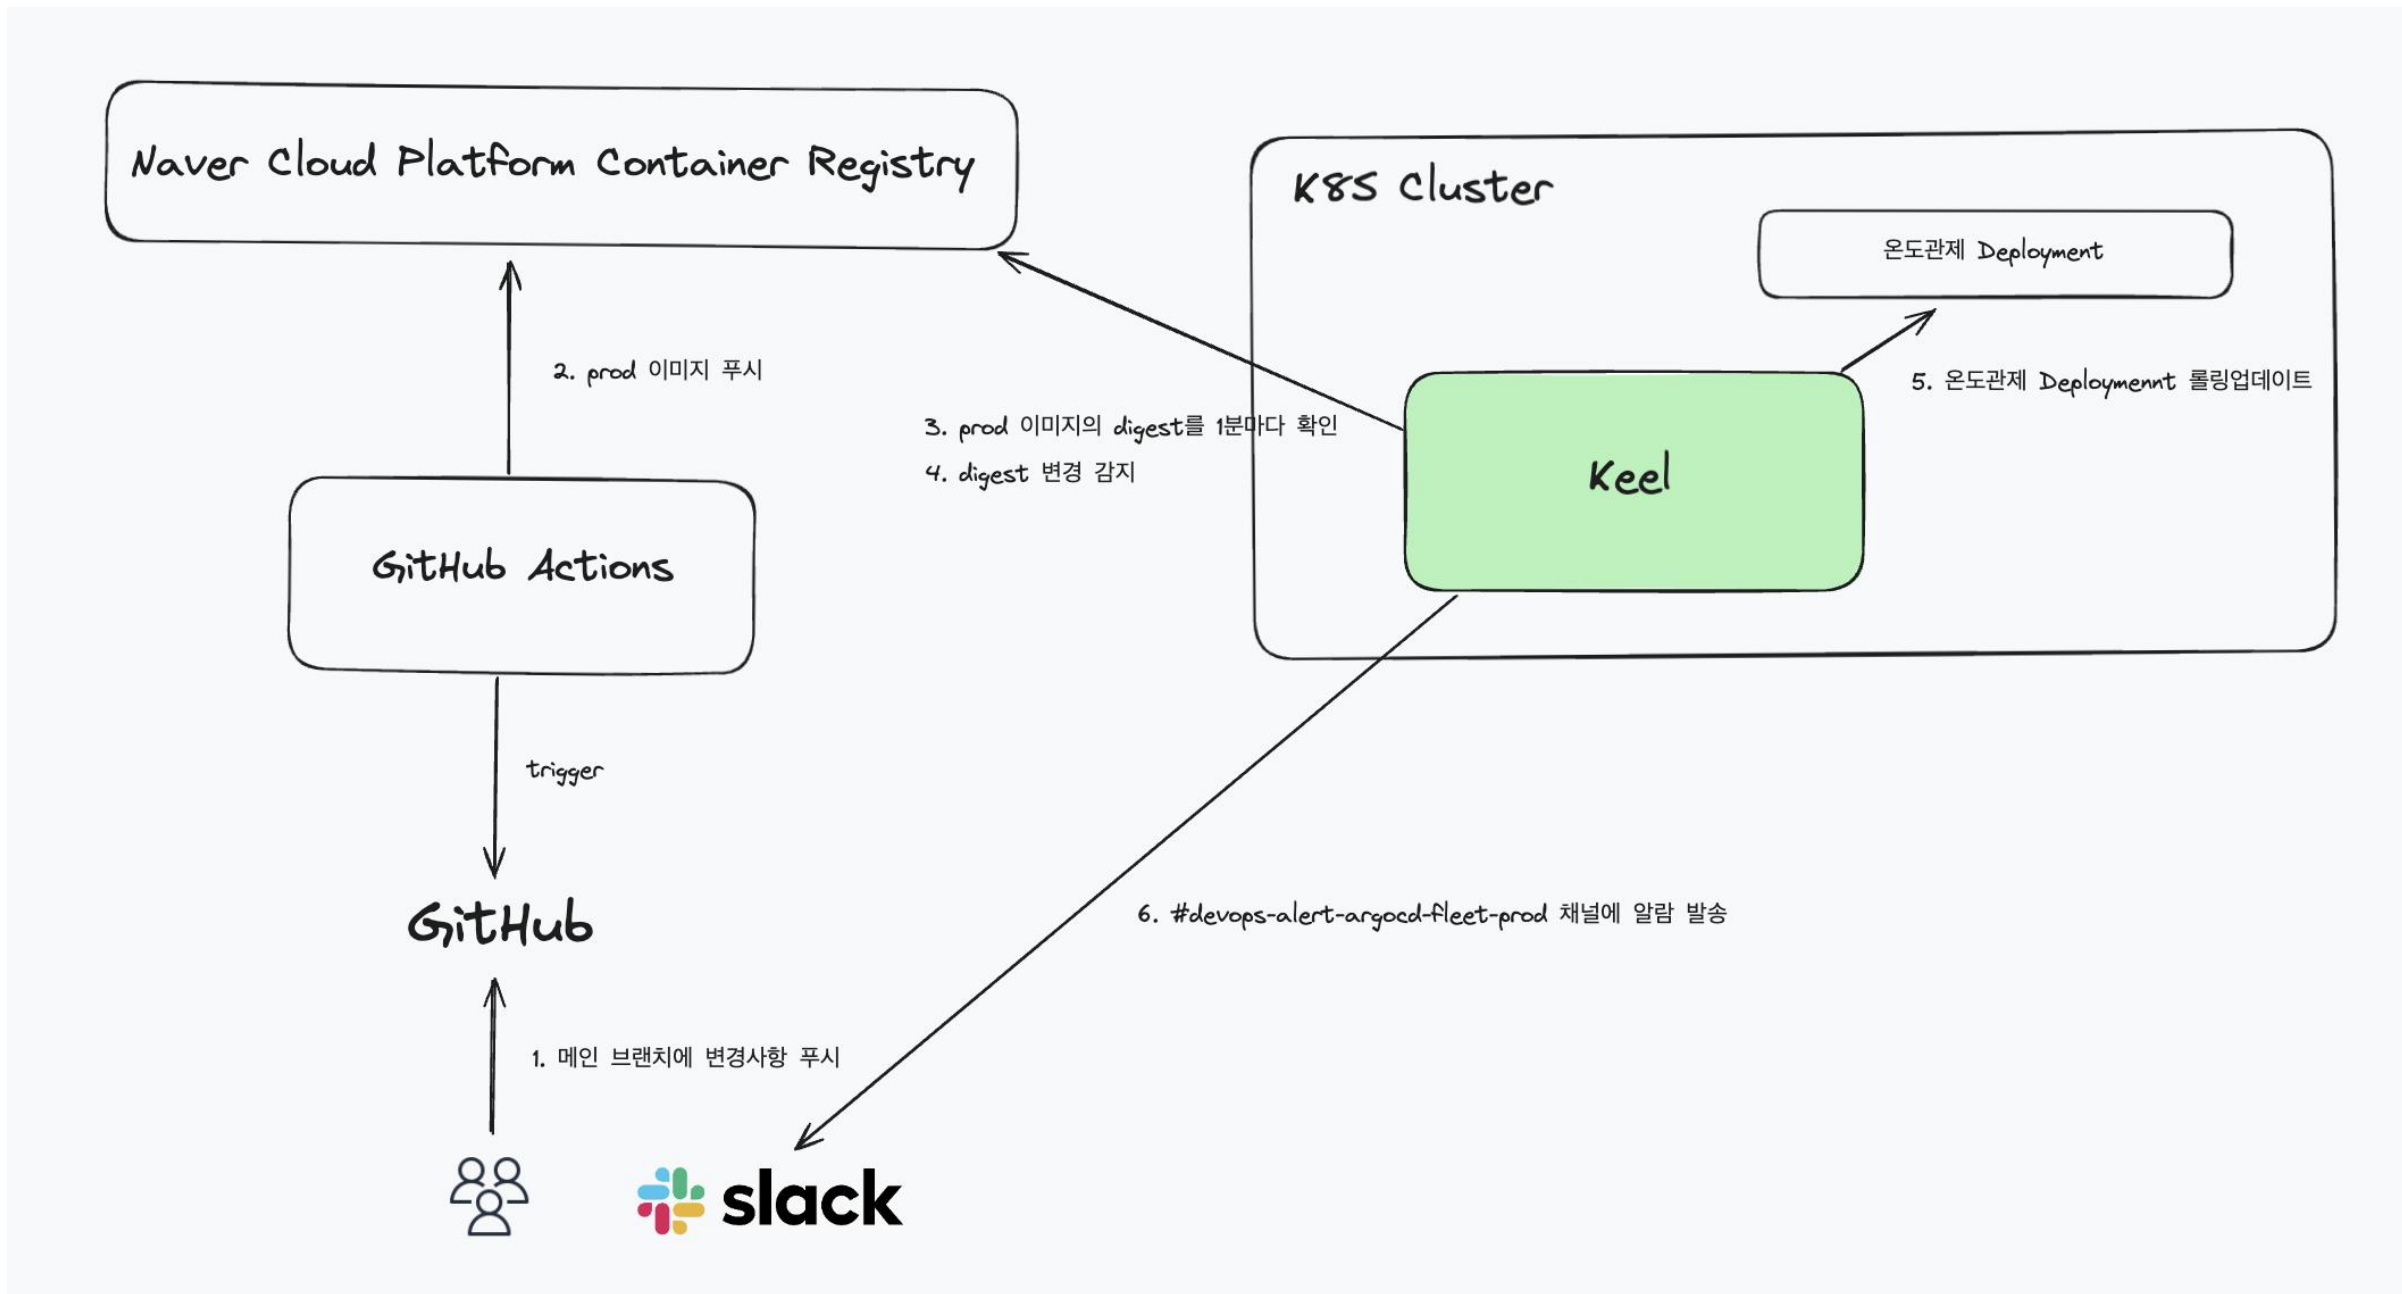 Naver Cloud Platform Container Registry
K8S Cluster
온도관제 Deployment
2. prod 이미지 푸시
5. 온도관제 Deploymennt 롤링업데이트
3. prod 이미지의 digest를 1분마다 확인
4. digest 변경 감지
Keel
GitHub Actions
trigger
GitHub
6. #devops-alert-argocd-fleet-prod 채널에 알람 발송
1. 메인 브랜치에 변경사항 푸시
slack